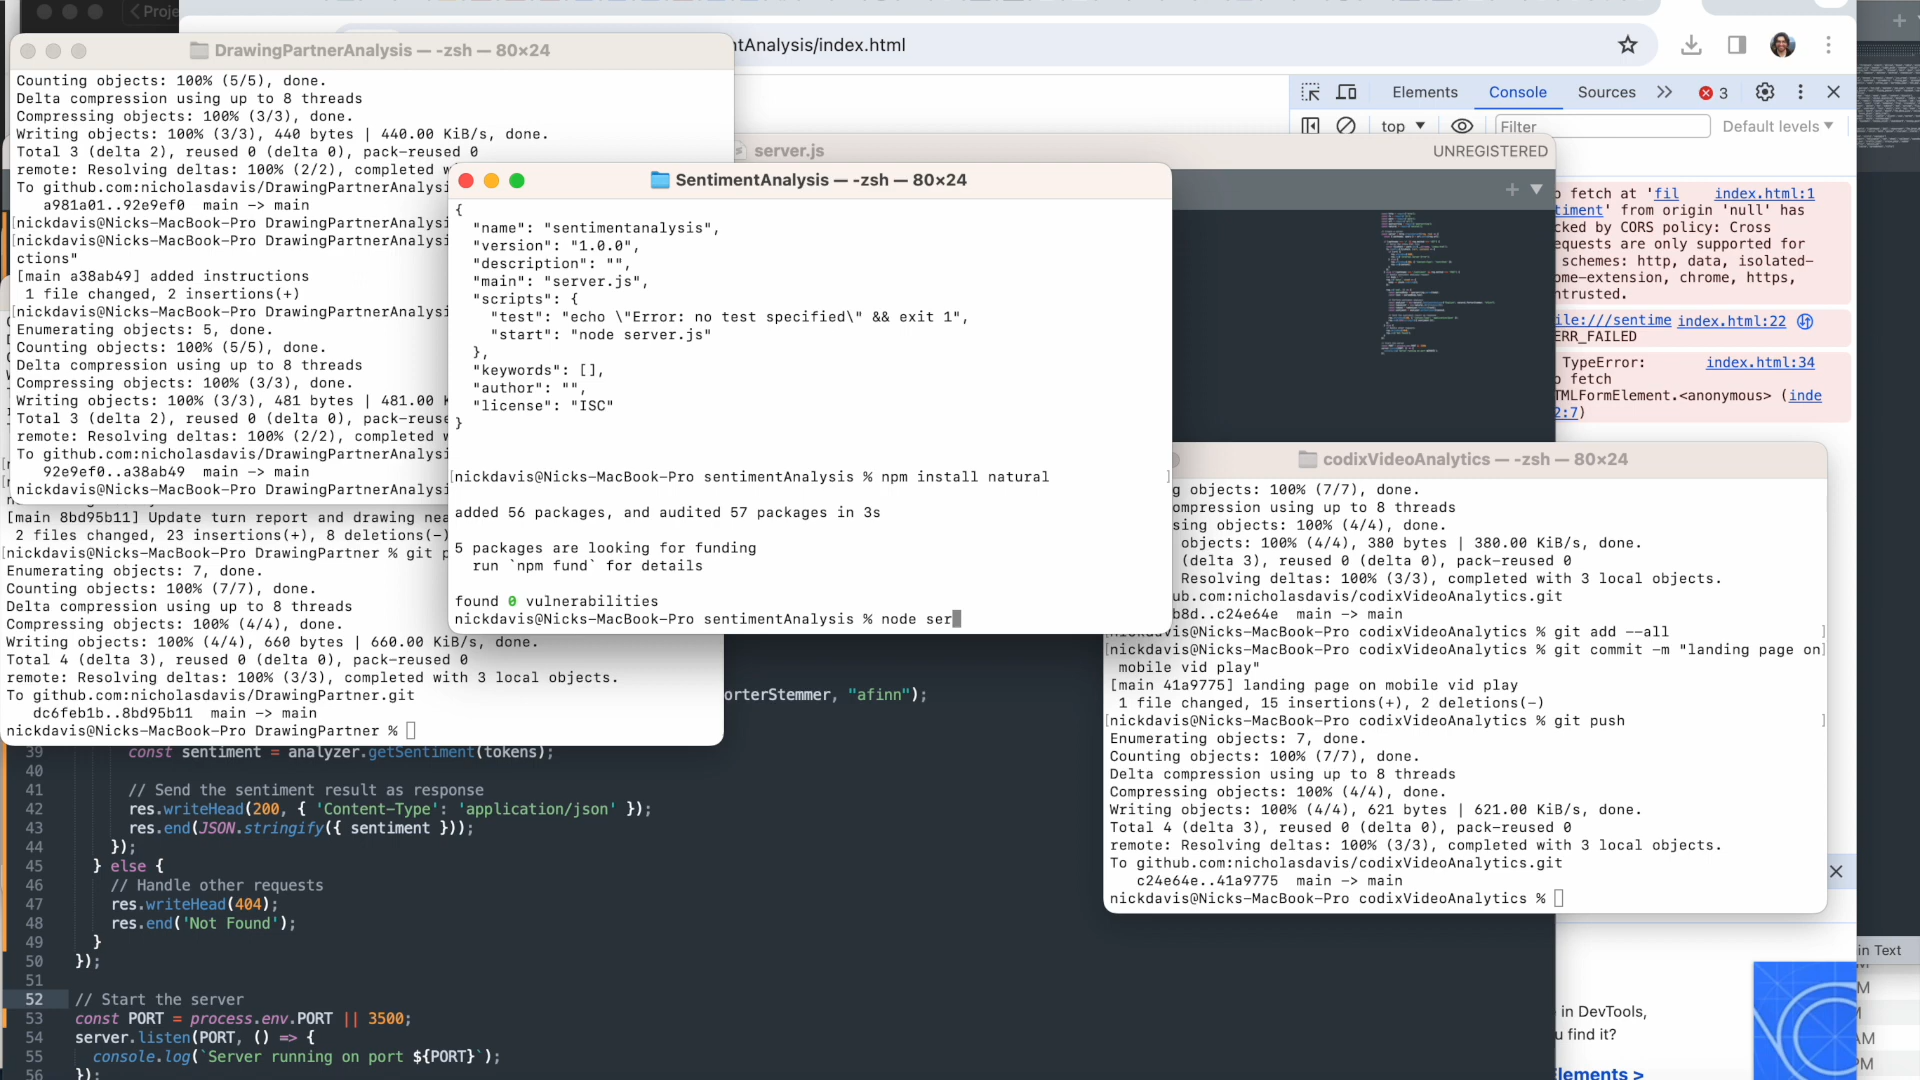 Proje
DrawingPartnerAnalysis — -zsh — 80×24
Counting objects: 100% (5/5), done.
Delta compression using up to 8 threads
Compressing objects: 100% (3/3), done.
Writing objects: 100% (3/3), 440 bytes | 440.00 KiB/s, done.
Total 3 (delta 2), reused 0 (delta 0), pack-reused 0
remote: Resolving deltas: 100% (2/2), completed w
To github.com:nicholasdavis/DrawingPartnerAnalysi
a981a01..92e9ef0 main -> main
[nickdavis@Nicks-MacBook-Pro DrawingPartnerAnalysi
[nickdavis@Nicks-MacBook-Pro DrawingPartnerAnalysi
ctions"
[main a38ab49] added instructions
1 file changed, 2 insertions(+)
[nickdavis@Nicks-MacBook-Pro DrawingPartnerAnalysi
Enumerating objects: 5, done.
Counting objects: 100% (5/5), done.
Delta compression using up to 8 threads
Compressing objects: 100% (3/3), done.
Writing objects: 100% (3/3), 481 bytes | 481.00 K
Total 3 (delta 2), reused 0 (delta 0), pack-reuse
remote: Resolving deltas: 100% (2/2), completed w
To github.com:nicholasdavis/DrawingPartnerAnalysi
92e9ef0..a38ab49 main -> main
nickdavis@Nicks-MacBook-Pro DrawingPartnerAnalysi
[main 8bd95b11] Update turn report and drawing nea
2 files changed, 23 insertions(+), 8 deletions(-)
[nickdavis@Nicks-MacBook-Pro DrawingPartner % git p
Enumerating objects: 7, done.
Counting objects: 100% (7/7), done.
Delta compression using up to 8 threads
Compressing objects: 100% (4/4), done.
Writing objects: 100% (4/4), 660 bytes | 660.00 KiB/s, done.
Total 4 (delta 3), reused 0 (delta 0), pack-reused 0
remote: Resolving deltas: 100% (3/3), completed with 3 local objects.
To github.com:nicholasdavis/DrawingPartner.git
dc6feb1b..8bd95b11 main -> main
nickdavis@Nicks-MacBook-Pro DrawingPartner %
SentimentAnalysis — -zsh — 80×24
{
"name": "sentimentanalysis",
"version": "1.0.0",
"description": "",
"main": "server.js",
"scripts": {
"test": "echo \"Error: no test specified\" && exit 1",
"start": "node server.js"
},
"keywords": [],
"author": "",
"license": "ISC"
}
[nickdavis@Nicks-MacBook-Pro sentimentAnalysis % npm install natural ]
added 56 packages, and audited 57 packages in 3s
5 packages are looking for funding
run `npm fund` for details
found 0 vulnerabilities
nickdavis@Nicks-MacBook-Pro sentimentAnalysis % node ser
tAnalysis/index.html
Elements Console Sources 3
top Filter Default levels
server.js
UNREGISTERED
o fetch at 'fil index.html:1
timent' from origin 'null' has
cked by CORS policy: Cross
equests are only supported for
schemes: http, data, isolated-
ome-extension, chrome, https,
ntrusted.
ile:///sentime index.html:22
ERR_FAILED
TypeError: index.html:34
o fetch
TMLFormElement.<anonymous> (inde
2:7)
codixVideoAnalytics — -zsh — 80×24
g objects: 100% (7/7), done.
ompression using up to 8 threads
sing objects: 100% (4/4), done.
objects: 100% (4/4), 380 bytes | 380.00 KiB/s, done.
(delta 3), reused 0 (delta 0), pack-reused 0
Resolving deltas: 100% (3/3), completed with 3 local objects.
ub.com:nicholasdavis/codixVideoAnalytics.git
b8d..c24e64e main -> main
[nickdavis@Nicks-MacBook-Pro codixVideoAnalytics % git add --all ]
[nickdavis@Nicks-MacBook-Pro codixVideoAnalytics % git commit -m "landing page on]
mobile vid play"
[main 41a9775] landing page on mobile vid play
1 file changed, 15 insertions(+), 2 deletions(-)
[nickdavis@Nicks-MacBook-Pro codixVideoAnalytics % git push ]
Enumerating objects: 7, done.
Counting objects: 100% (7/7), done.
Delta compression using up to 8 threads
Compressing objects: 100% (4/4), done.
Writing objects: 100% (4/4), 621 bytes | 621.00 KiB/s, done.
Total 4 (delta 3), reused 0 (delta 0), pack-reused 0
remote: Resolving deltas: 100% (3/3), completed with 3 local objects.
To github.com:nicholasdavis/codixVideoAnalytics.git
c24e64e..41a9775 main -> main
nickdavis@Nicks-MacBook-Pro codixVideoAnalytics %
orterStemmer, "afinn");
39 const sentiment = analyzer.getSentiment(tokens);
40
41 // Send the sentiment result as response
42 res.writeHead(200, { 'Content-Type': 'application/json' });
43 res.end(JSON.stringify({ sentiment }));
44 });
45 } else {
46 // Handle other requests
47 res.writeHead(404);
48 res.end('Not Found');
49 }
50 });
51
52 // Start the server
53 const PORT = process.env.PORT || 3500;
54 server.listen(PORT, () => {
55 console.log(`Server running on port ${PORT}`);
56 });
in Text
in DevTools,
u find it?
lements >
M
AM
PM